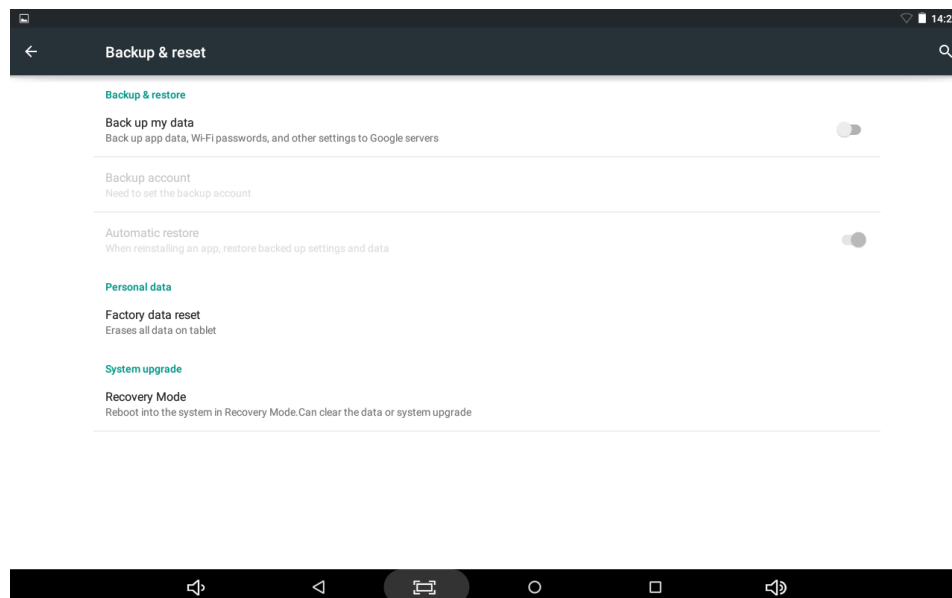 14:2
Backup & reset
Backup & restore
Back up my data
Back up app data, Wi-Fi passwords, and other settings to Google servers
Backup account
Need to set the backup account
Automatic restore
When reinstalling an app, restore backed up settings and data
Personal data
Factory data reset
Erases all data on tablet
System upgrade
Recovery Mode
Reboot into the system in Recovery Mode.Can clear the data or system upgrade